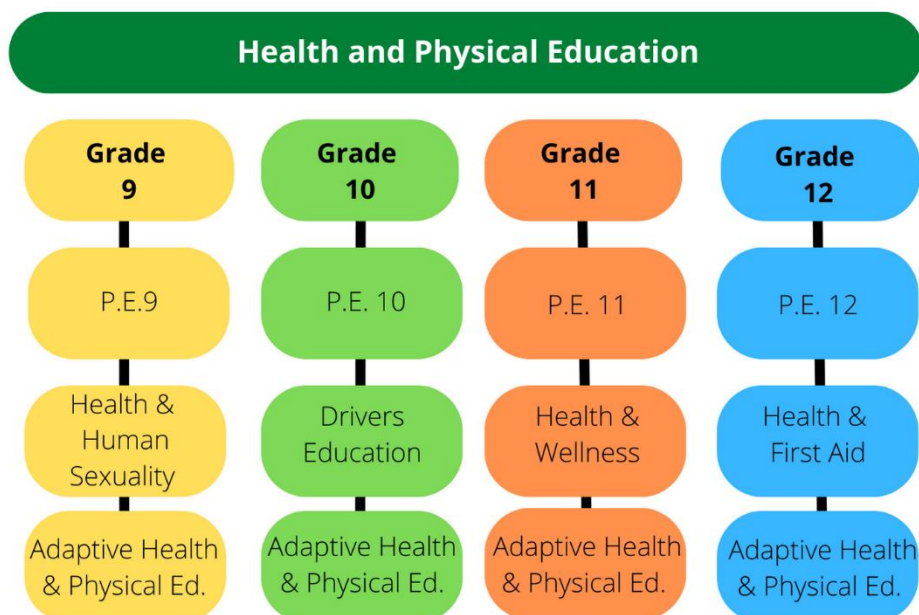 Health and Physical Education
Grade
9
P.E.9
Health &
Human
Sexuality
Adaptive Health
& Physical Ed.
Grade
10
P.E. 10
Drivers
Education
Adaptive Health
& Physical Ed.
Grade
11
P.E. 11
Health &
Wellness
Adaptive Health
& Physical Ed.
Grade
12
P.E. 12
Health &
First Aid
Adaptive Health
& Physical Ed.